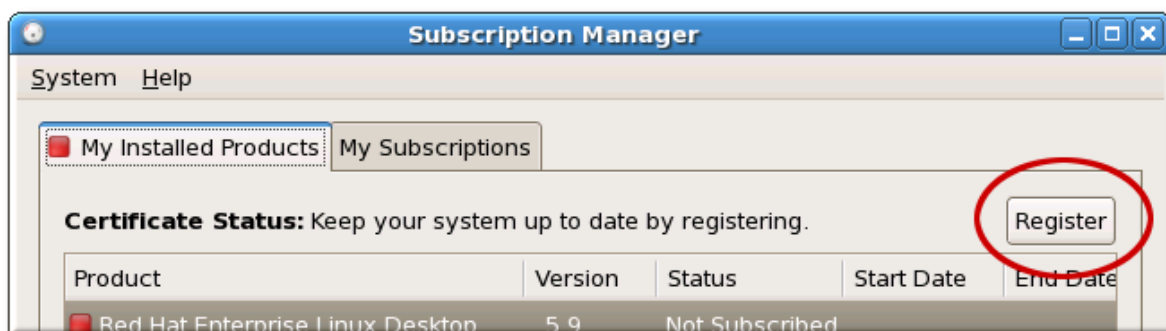 Subscription Manager
System Help
My Installed Products My Subscriptions
Certificate Status: Keep your system up to date by registering. Register
Product Version Status Start Date End Date
Red Hat Enterprise Linux Desktop 5.9 Not Subscribed